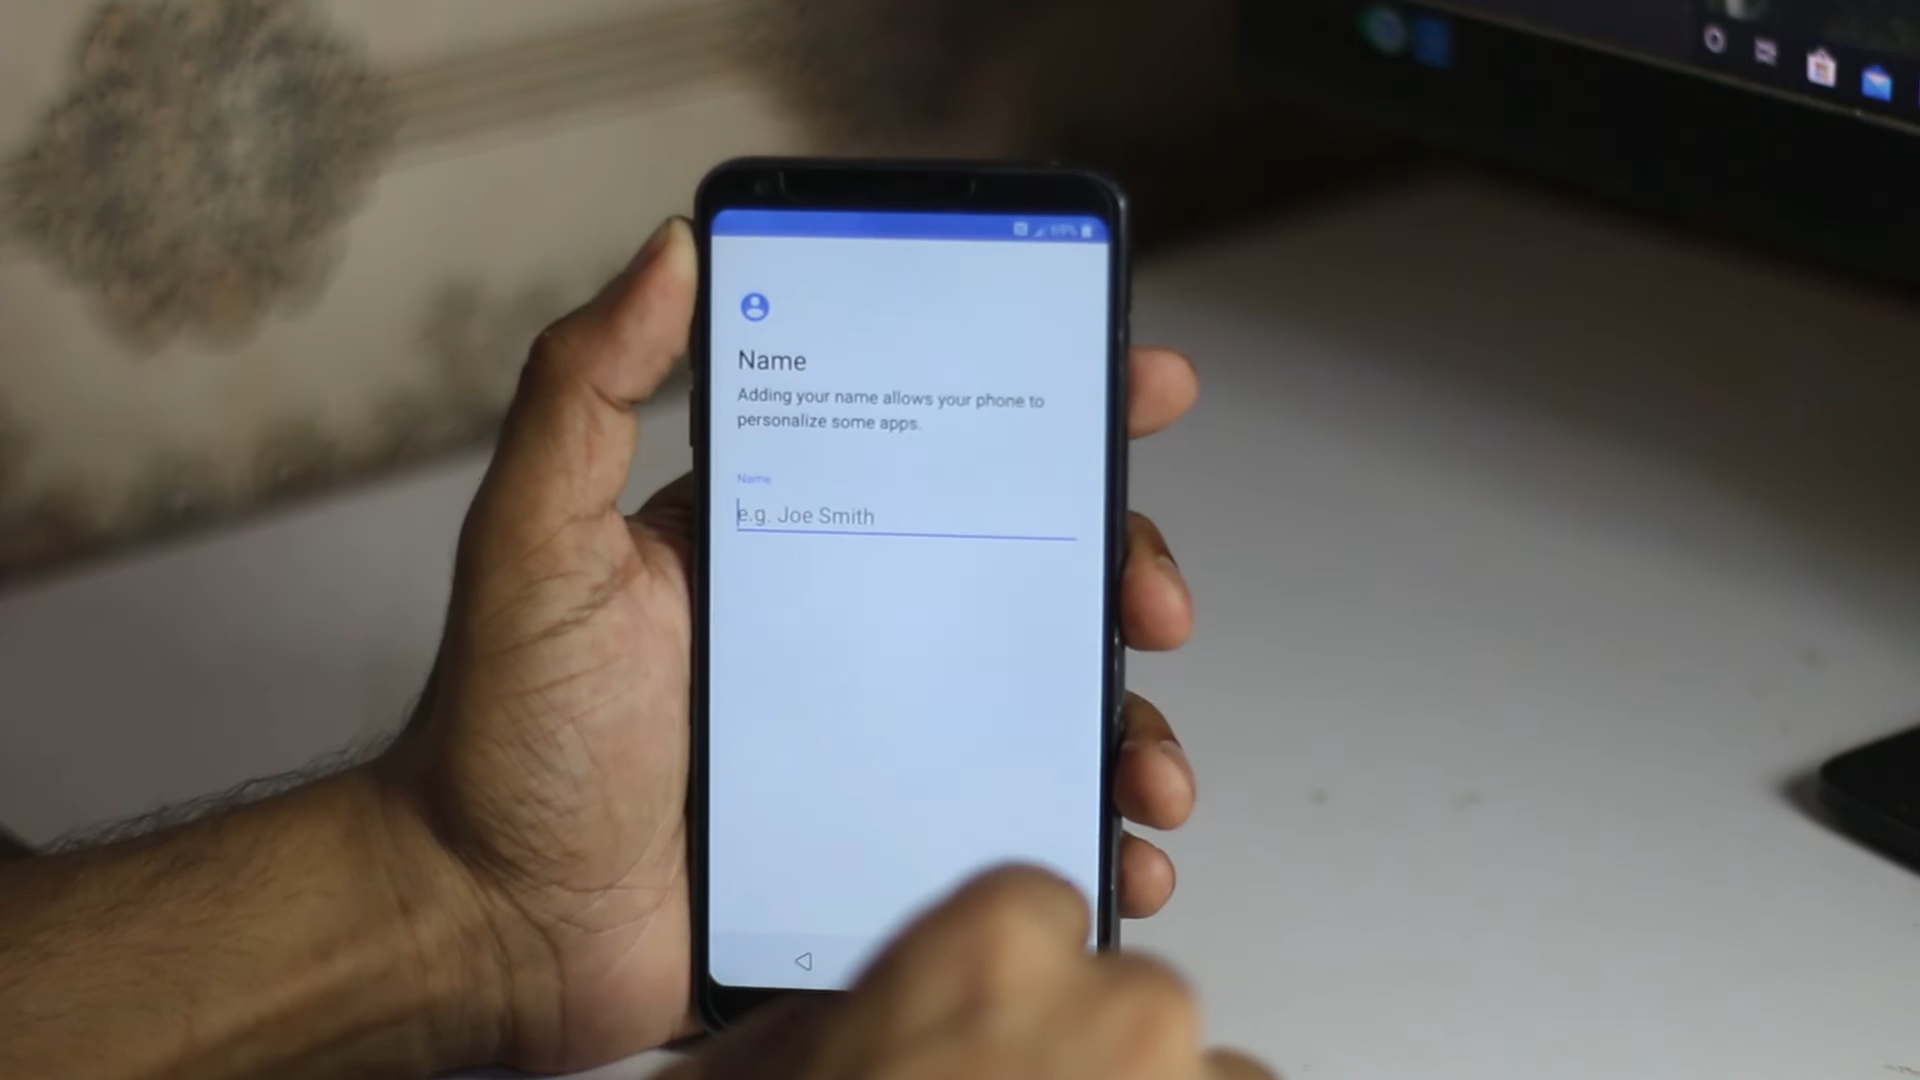 Name
Adding your name allows your phone to
personalize some apps.
Name
e.g. Joe Smith